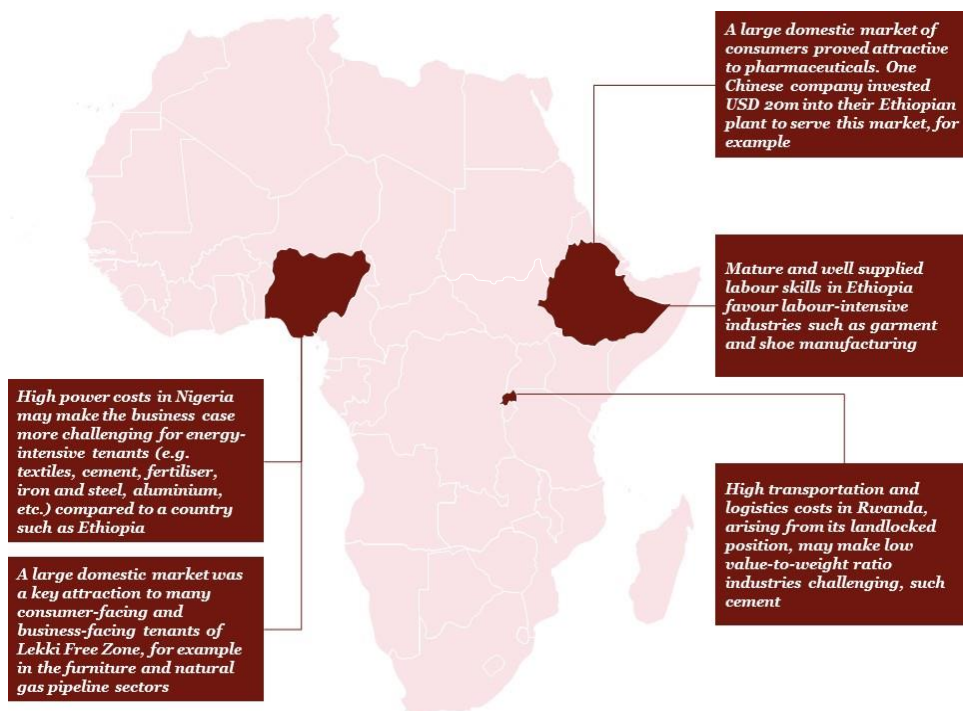 A large domestic market of
consumers proved attractive
to pharmaceuticals. One
Chinese company invested
USD 20m into their Ethiopian
plant to serve this market, for
example
Mature and well supplied
labour skills in Ethiopia
favour labour-intensive
industries such as garment
and shoe manufacturing
High power costs in Nigeria
may make the business case
more challenging for energy-
intensive tenants (e.g.
textiles, cement, fertiliser,
iron and steel, aluminium,
etc.) compared to a country
such as Ethiopia
High transportation and
logistics costs in Rwanda,
arising from its landlocked
position, may make low
value-to-weight ratio
industries challenging, such
cement
A large domestic market was
a key attraction to many
consumer-facing and
business-facing tenants of
Lekki Free Zone, for example
in the furniture and natural
gas pipeline sectors